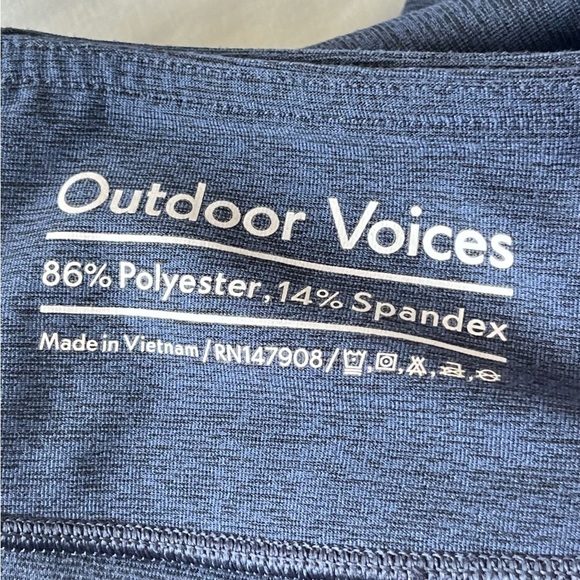 Outdoor Voices
86% Polyester, 14% Spandex
Made in Vietnam/RN147908/